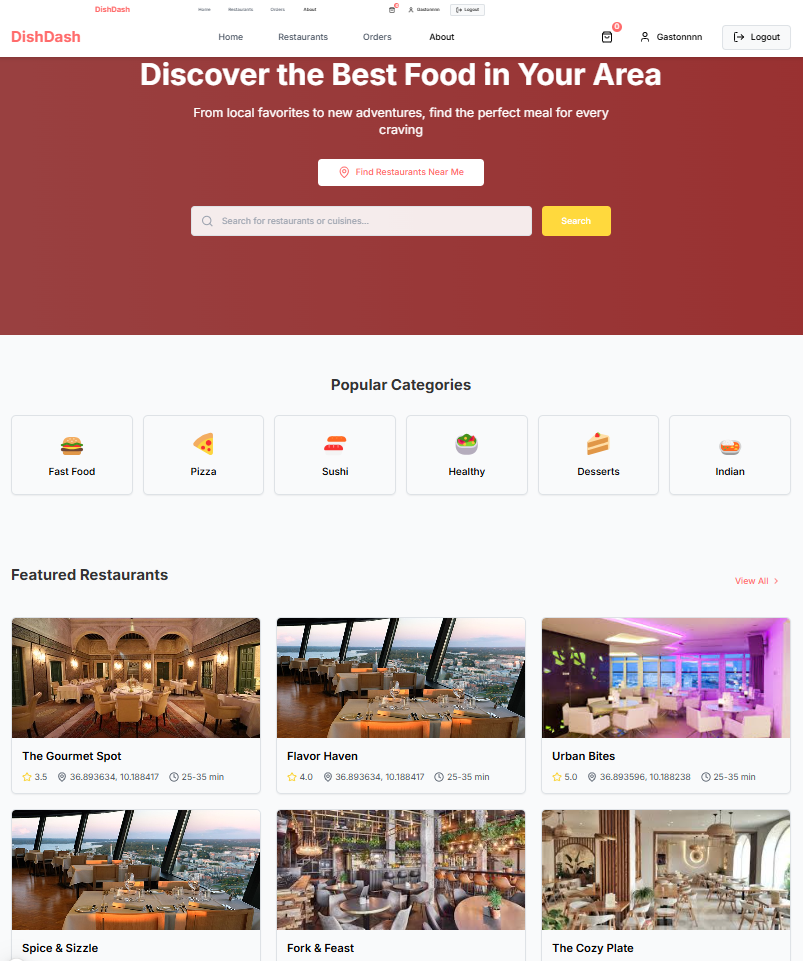 DishDash
Home Restaurants Orders About
0 Gastonnnn Logout
DishDash
Home Restaurants Orders About
0 Gastonnnn Logout
Discover the Best Food in Your Area
From local favorites to new adventures, find the perfect meal for every
craving
Find Restaurants Near Me
Search for restaurants or cuisines...
Search
Popular Categories
Fast Food
Pizza
Sushi
Healthy
Desserts
Indian
Featured Restaurants
View All
The Gourmet Spot
3.5 36.893634, 10.188417 25-35 min
Flavor Haven
4.0 36.893634, 10.188417 25-35 min
Urban Bites
5.0 36.893596, 10.188238 25-35 min
Spice & Sizzle
Fork & Feast
The Cozy Plate